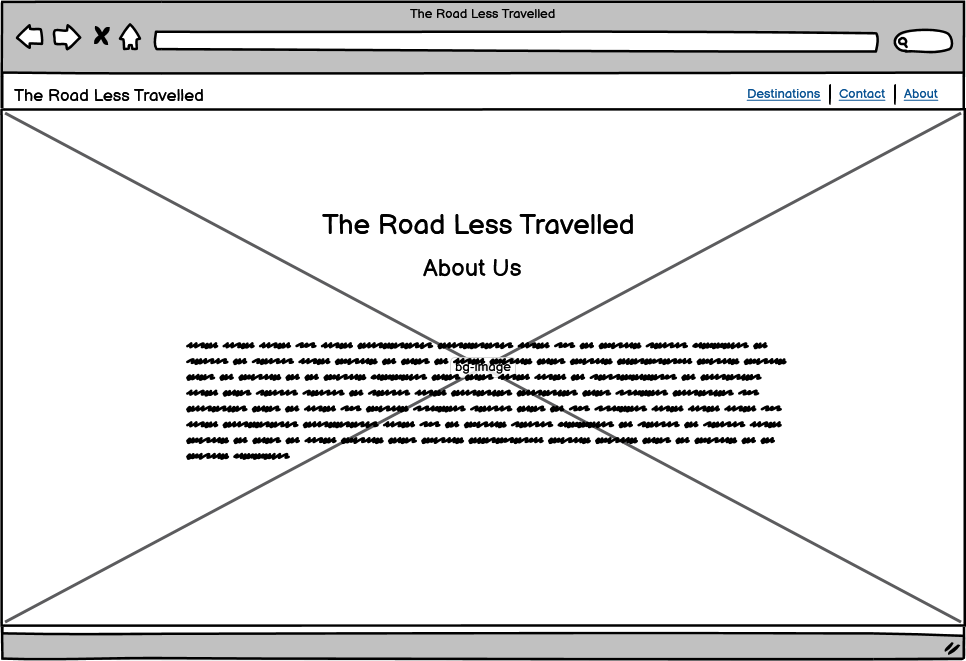 The Road Less Travelled
The Road Less Travelled
Destinations | Contact | About
The Road Less Travelled
About Us
bg-image